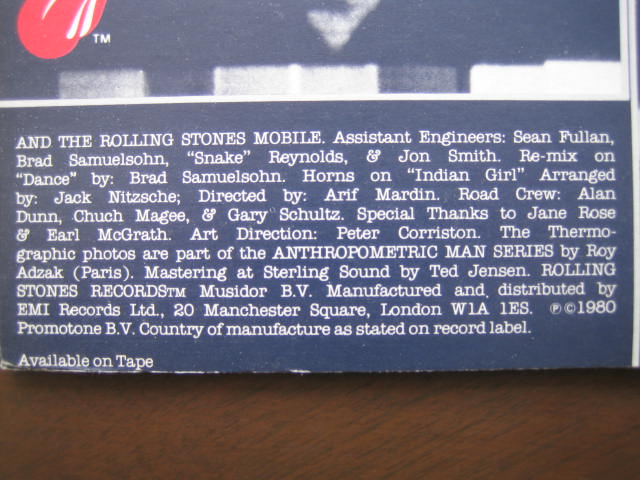 TM
AND THE ROLLING STONES MOBILE. Assistant Engineers: Sean Fullan,
Brad Samuelsohn, "Snake" Reynolds, & Jon Smith. Re-mix on
"Dance" by: Brad Samuelsohn. Horns on "Indian Girl" Arranged
by: Jack Nitzsche; Directed by: Arif Mardin. Road Crew: Alan
Dunn, Chuch Magee, & Gary Schultz. Special Thanks to Jane Rose
& Earl McGrath. Art Direction: Peter Corriston. The Thermo-
graphic photos are part of the ANTHROPOMETRIC MAN SERIES by Roy
Adzak (Paris). Mastering at Sterling Sound by Ted Jensen. ROLLING
STONES RECORDS™ Musidor B.V. Manufactured and distributed by
EMI Records Ltd., 20 Manchester Square, London W1A 1ES. ℗©1980
Promotone B.V. Country of manufacture as stated on record label.
Available on Tape